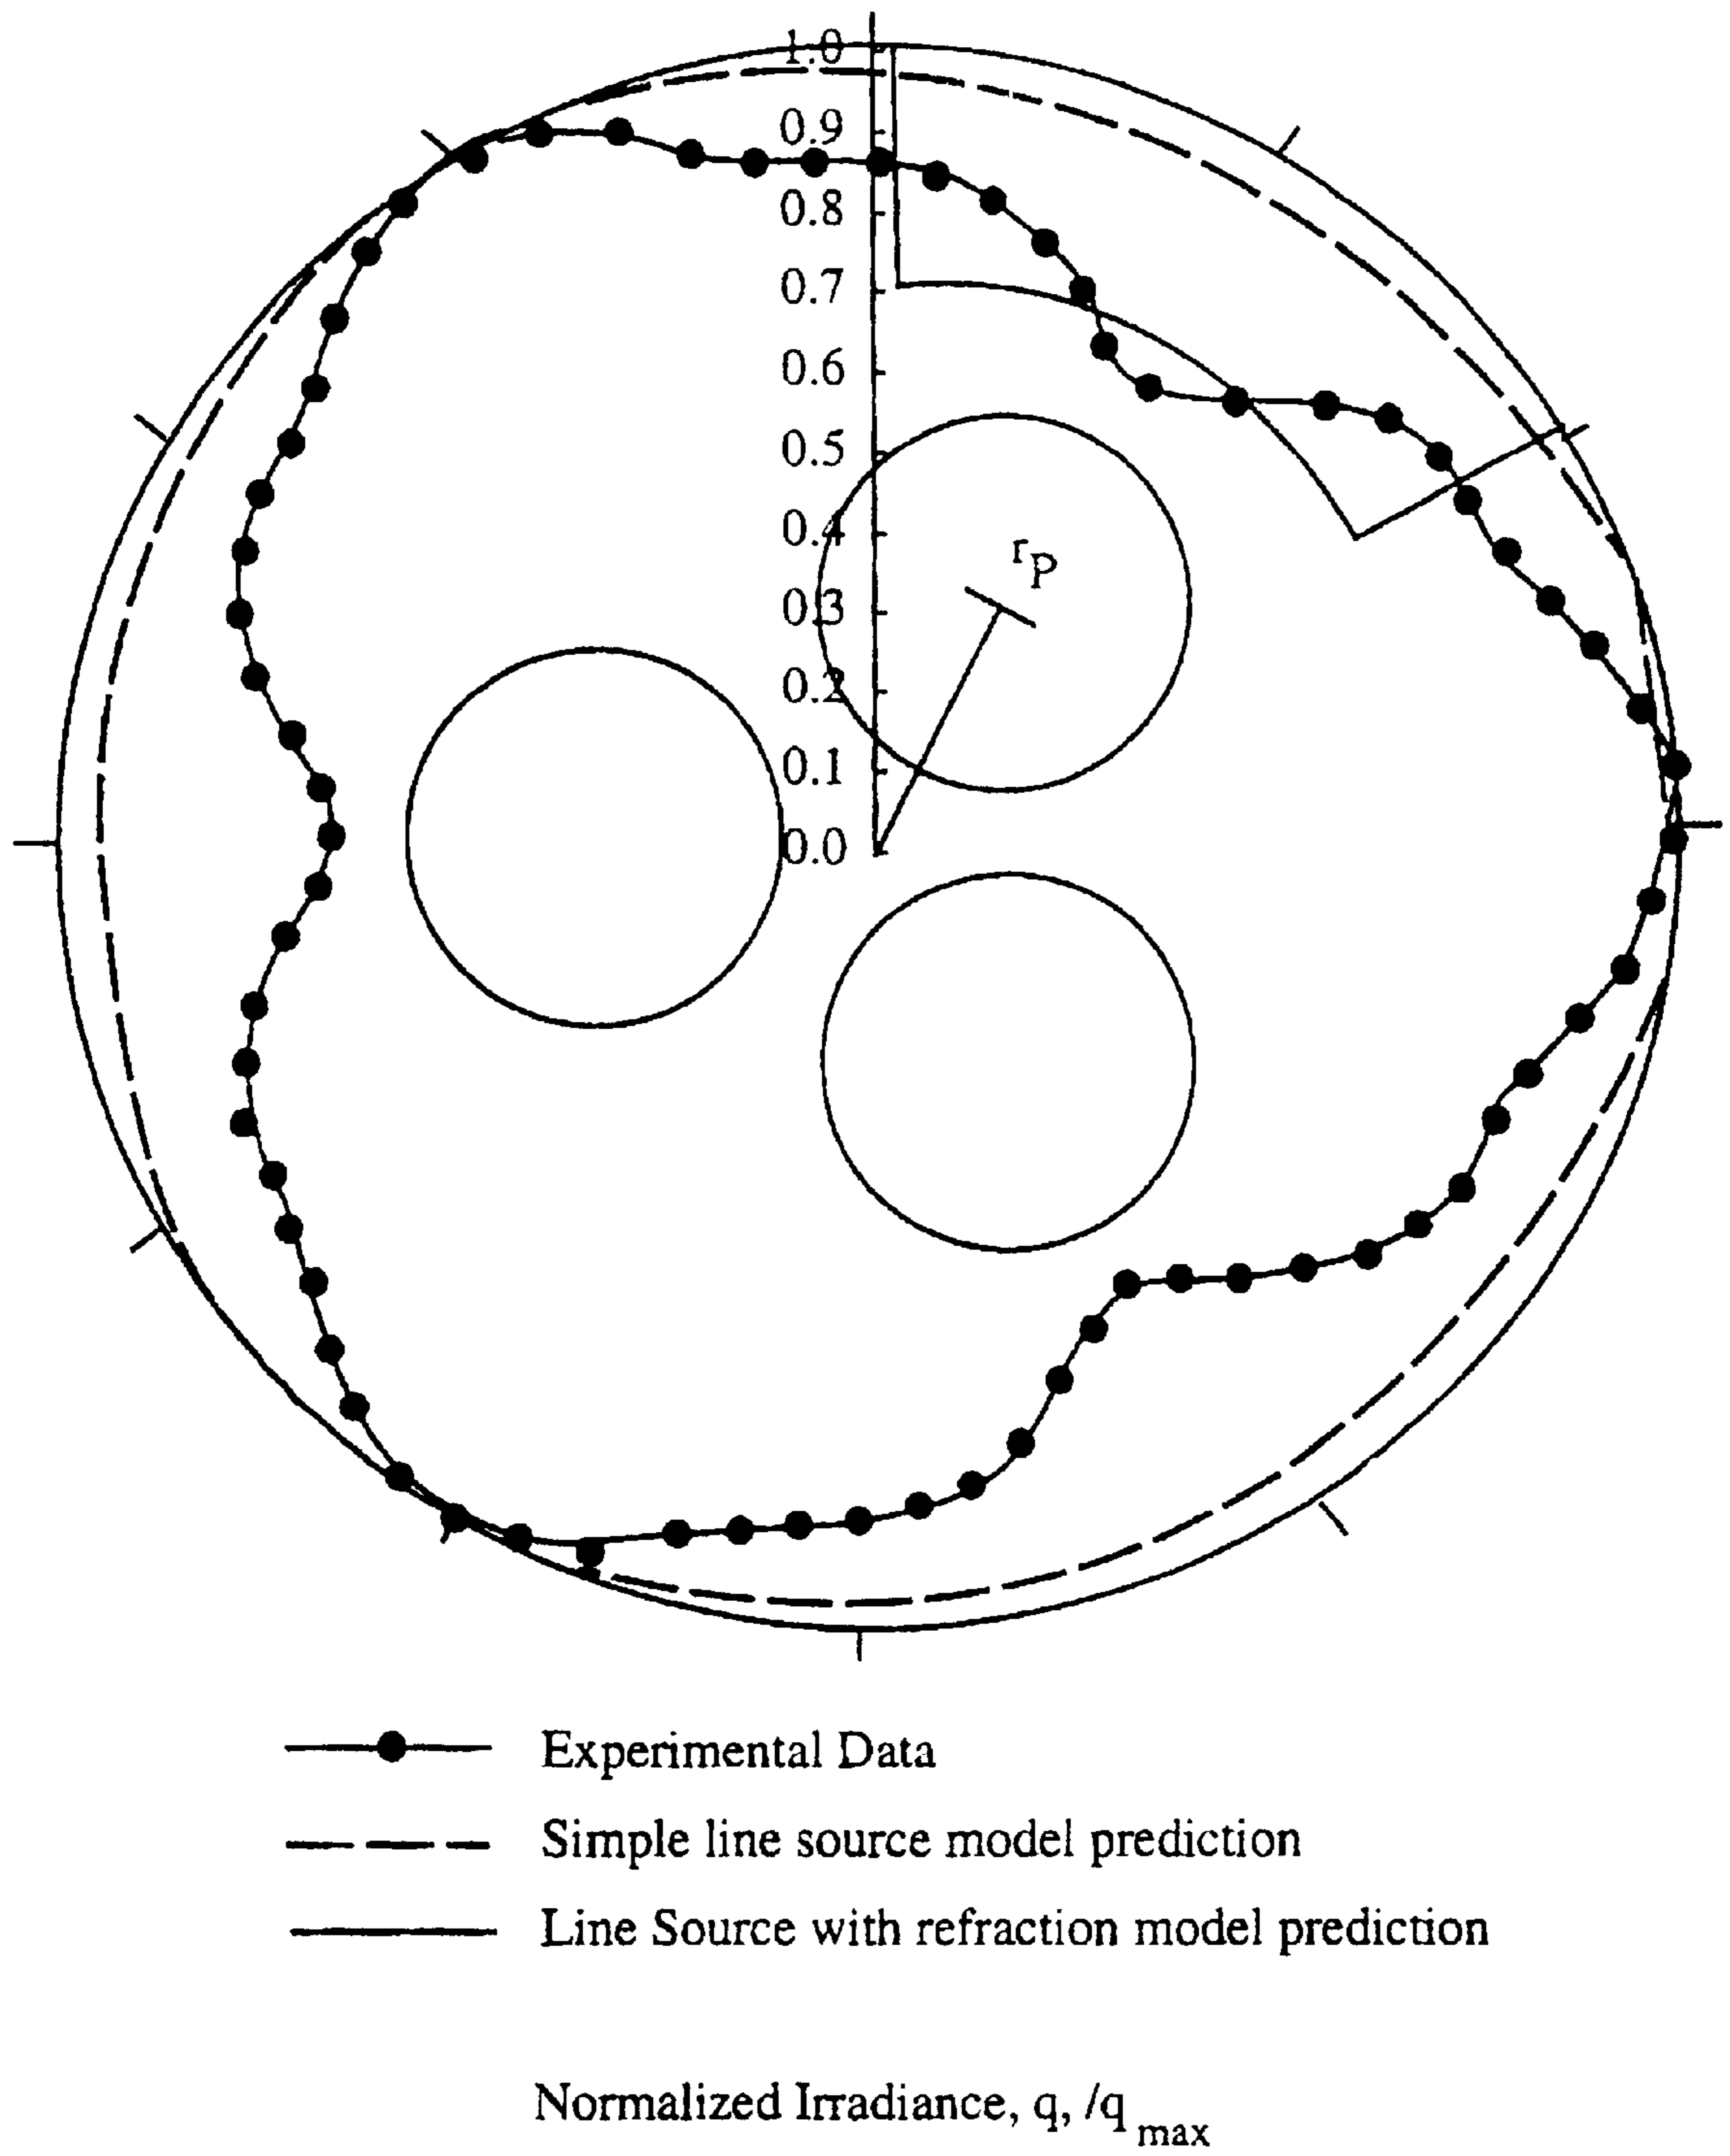 1.0
0.9
0.8
0.7
0.6
0.5
0.4
0.3
0.2
0.1
0.0
rP
Experimental Data
Simple line source model prediction
Line Source with refraction model prediction
Normalized Irradiance, q, /q max